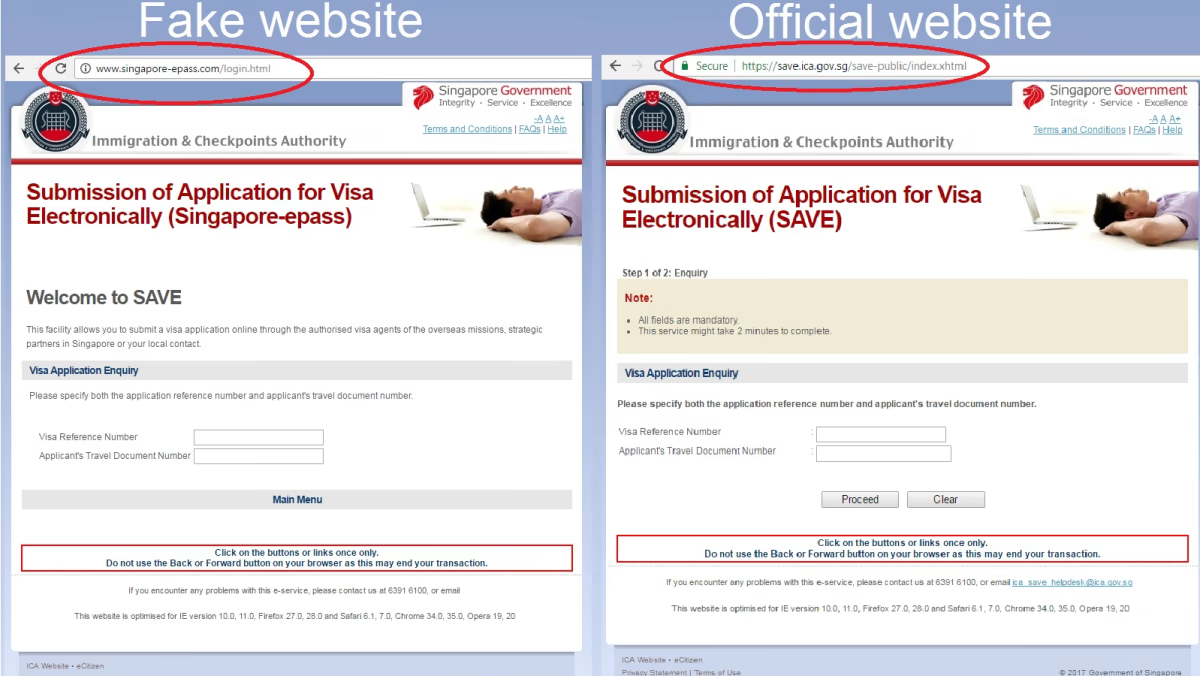 Fake website
www.singapore-epass.com/login.html
Singapore Government
Integrity · Service · Excellence
-A A A+
Terms and Conditions | FAQs | Help
Immigration & Checkpoints Authority
Submission of Application for Visa
Electronically (Singapore-epass)
Welcome to SAVE
This facility allows you to submit a visa application online through the authorised visa agents of the overseas missions, strategic
partners in Singapore or your local contact.
Visa Application Enquiry
Please specify both the application reference number and applicant's travel document number.
Visa Reference Number
Applicant's Travel Document Number
Main Menu
Click on the buttons or links once only.
Do not use the Back or Forward button on your browser as this may end your transaction.
If you encounter any problems with this e-service, please contact us at 6391 6100, or email
This website is optimised for IE version 10.0, 11.0, Firefox 27.0, 28.0 and Safari 6.1, 7.0, Chrome 34.0, 35.0, Opera 19, 20
ICA Website • eCitizen
Official website
Secure | https://save.ica.gov.sg/save-public/index.xhtml
Singapore Government
Integrity · Service · Excellence
-A A A+
Terms and Conditions | FAQs | Help
Immigration & Checkpoints Authority
Submission of Application for Visa
Electronically (SAVE)
Step 1 of 2: Enquiry
Note:
• All fields are mandatory.
• This service might take 2 minutes to complete.
Visa Application Enquiry
Please specify both the application reference number and applicant's travel document number.
Visa Reference Number :
Applicant's Travel Document Number :
Proceed Clear
Click on the buttons or links once only.
Do not use the Back or Forward button on your browser as this may end your transaction.
If you encounter any problems with this e-service, please contact us at 6391 6100, or email ica_save_helpdesk@ica.gov.sg
This website is optimised for IE version 10.0, 11.0, Firefox 27.0, 28.0 and Safari 6.1, 7.0, Chrome 34.0, 35.0, Opera 19, 20
ICA Website • eCitizen
Privacy Statement | Terms of Use
© 2017 Government of Singapore